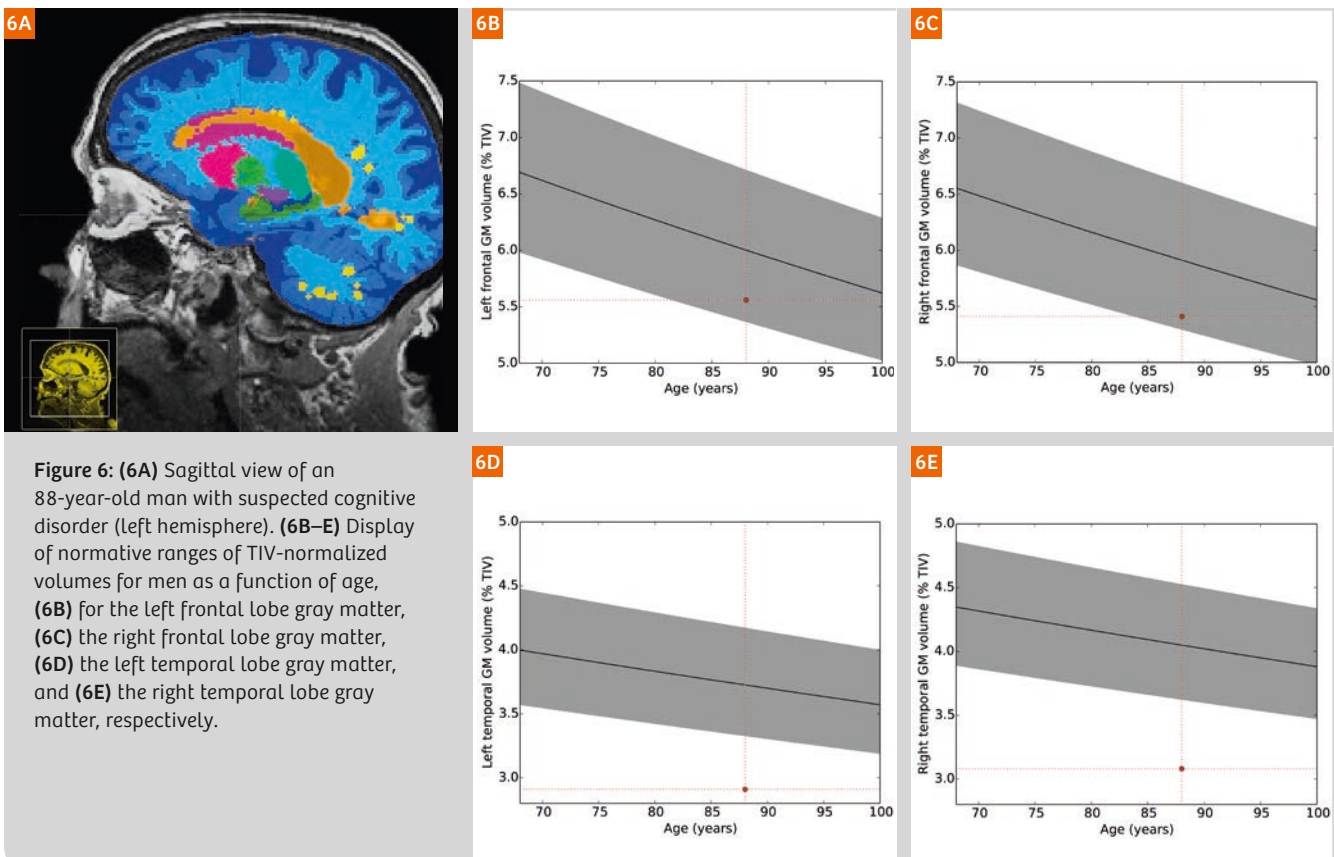 6A
6B
7.5
7.0
6.5
6.0
5.5
5.0
Left frontal GM volume (% TIV)
70 75 80 85 90 95 100
Age (years)
6C
7.5
7.0
6.5
6.0
5.5
5.0
Right frontal GM volume (% TIV)
70 75 80 85 90 95 100
Age (years)
Figure 6: (6A) Sagittal view of an
88-year-old man with suspected cognitive
disorder (left hemisphere). (6B–E) Display
of normative ranges of TIV-normalized
volumes for men as a function of age,
(6B) for the left frontal lobe gray matter,
(6C) the right frontal lobe gray matter,
(6D) the left temporal lobe gray matter,
and (6E) the right temporal lobe gray
matter, respectively.
6D
5.0
4.5
4.0
3.5
3.0
Left temporal GM volume (% TIV)
70 75 80 85 90 95 100
Age (years)
6E
5.0
4.5
4.0
3.5
3.0
Right temporal GM volume (% TIV)
70 75 80 85 90 95 100
Age (years)